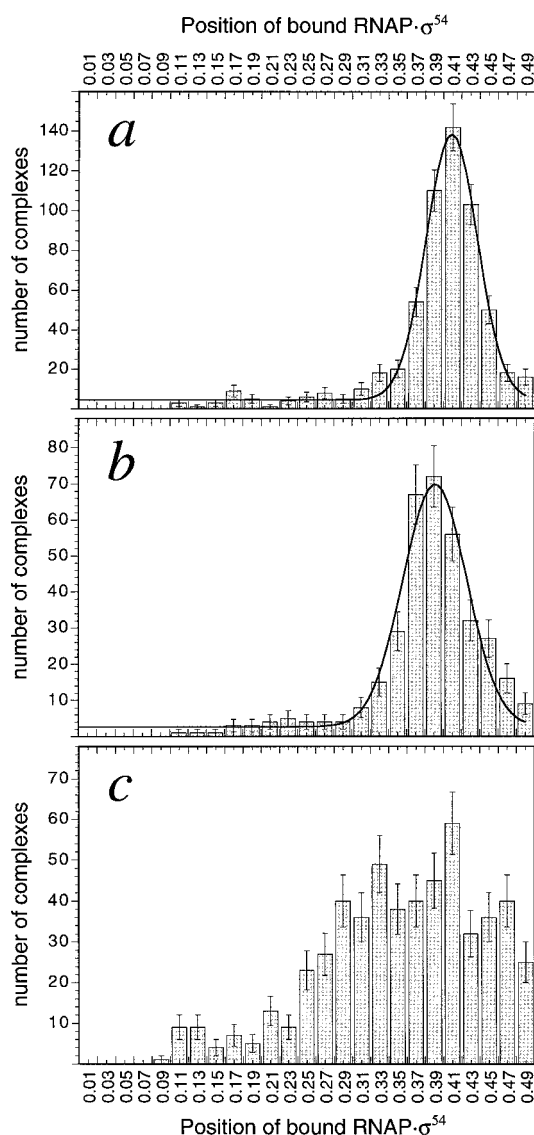 Position of bound RNAP·σ⁵⁴
0.01 0.03 0.05 0.07 0.09 0.11 0.13 0.15 0.17 0.19 0.21 0.23 0.25 0.27 0.29 0.31 0.33 0.35 0.37 0.39 0.41 0.43 0.45 0.47 0.49
a
number of complexes
140
120
100
80
60
40
20
b
number of complexes
80
70
60
50
40
30
20
10
c
number of complexes
70
60
50
40
30
20
10
0.01 0.03 0.05 0.07 0.09 0.11 0.13 0.15 0.17 0.19 0.21 0.23 0.25 0.27 0.29 0.31 0.33 0.35 0.37 0.39 0.41 0.43 0.45 0.47 0.49
Position of bound RNAP·σ⁵⁴